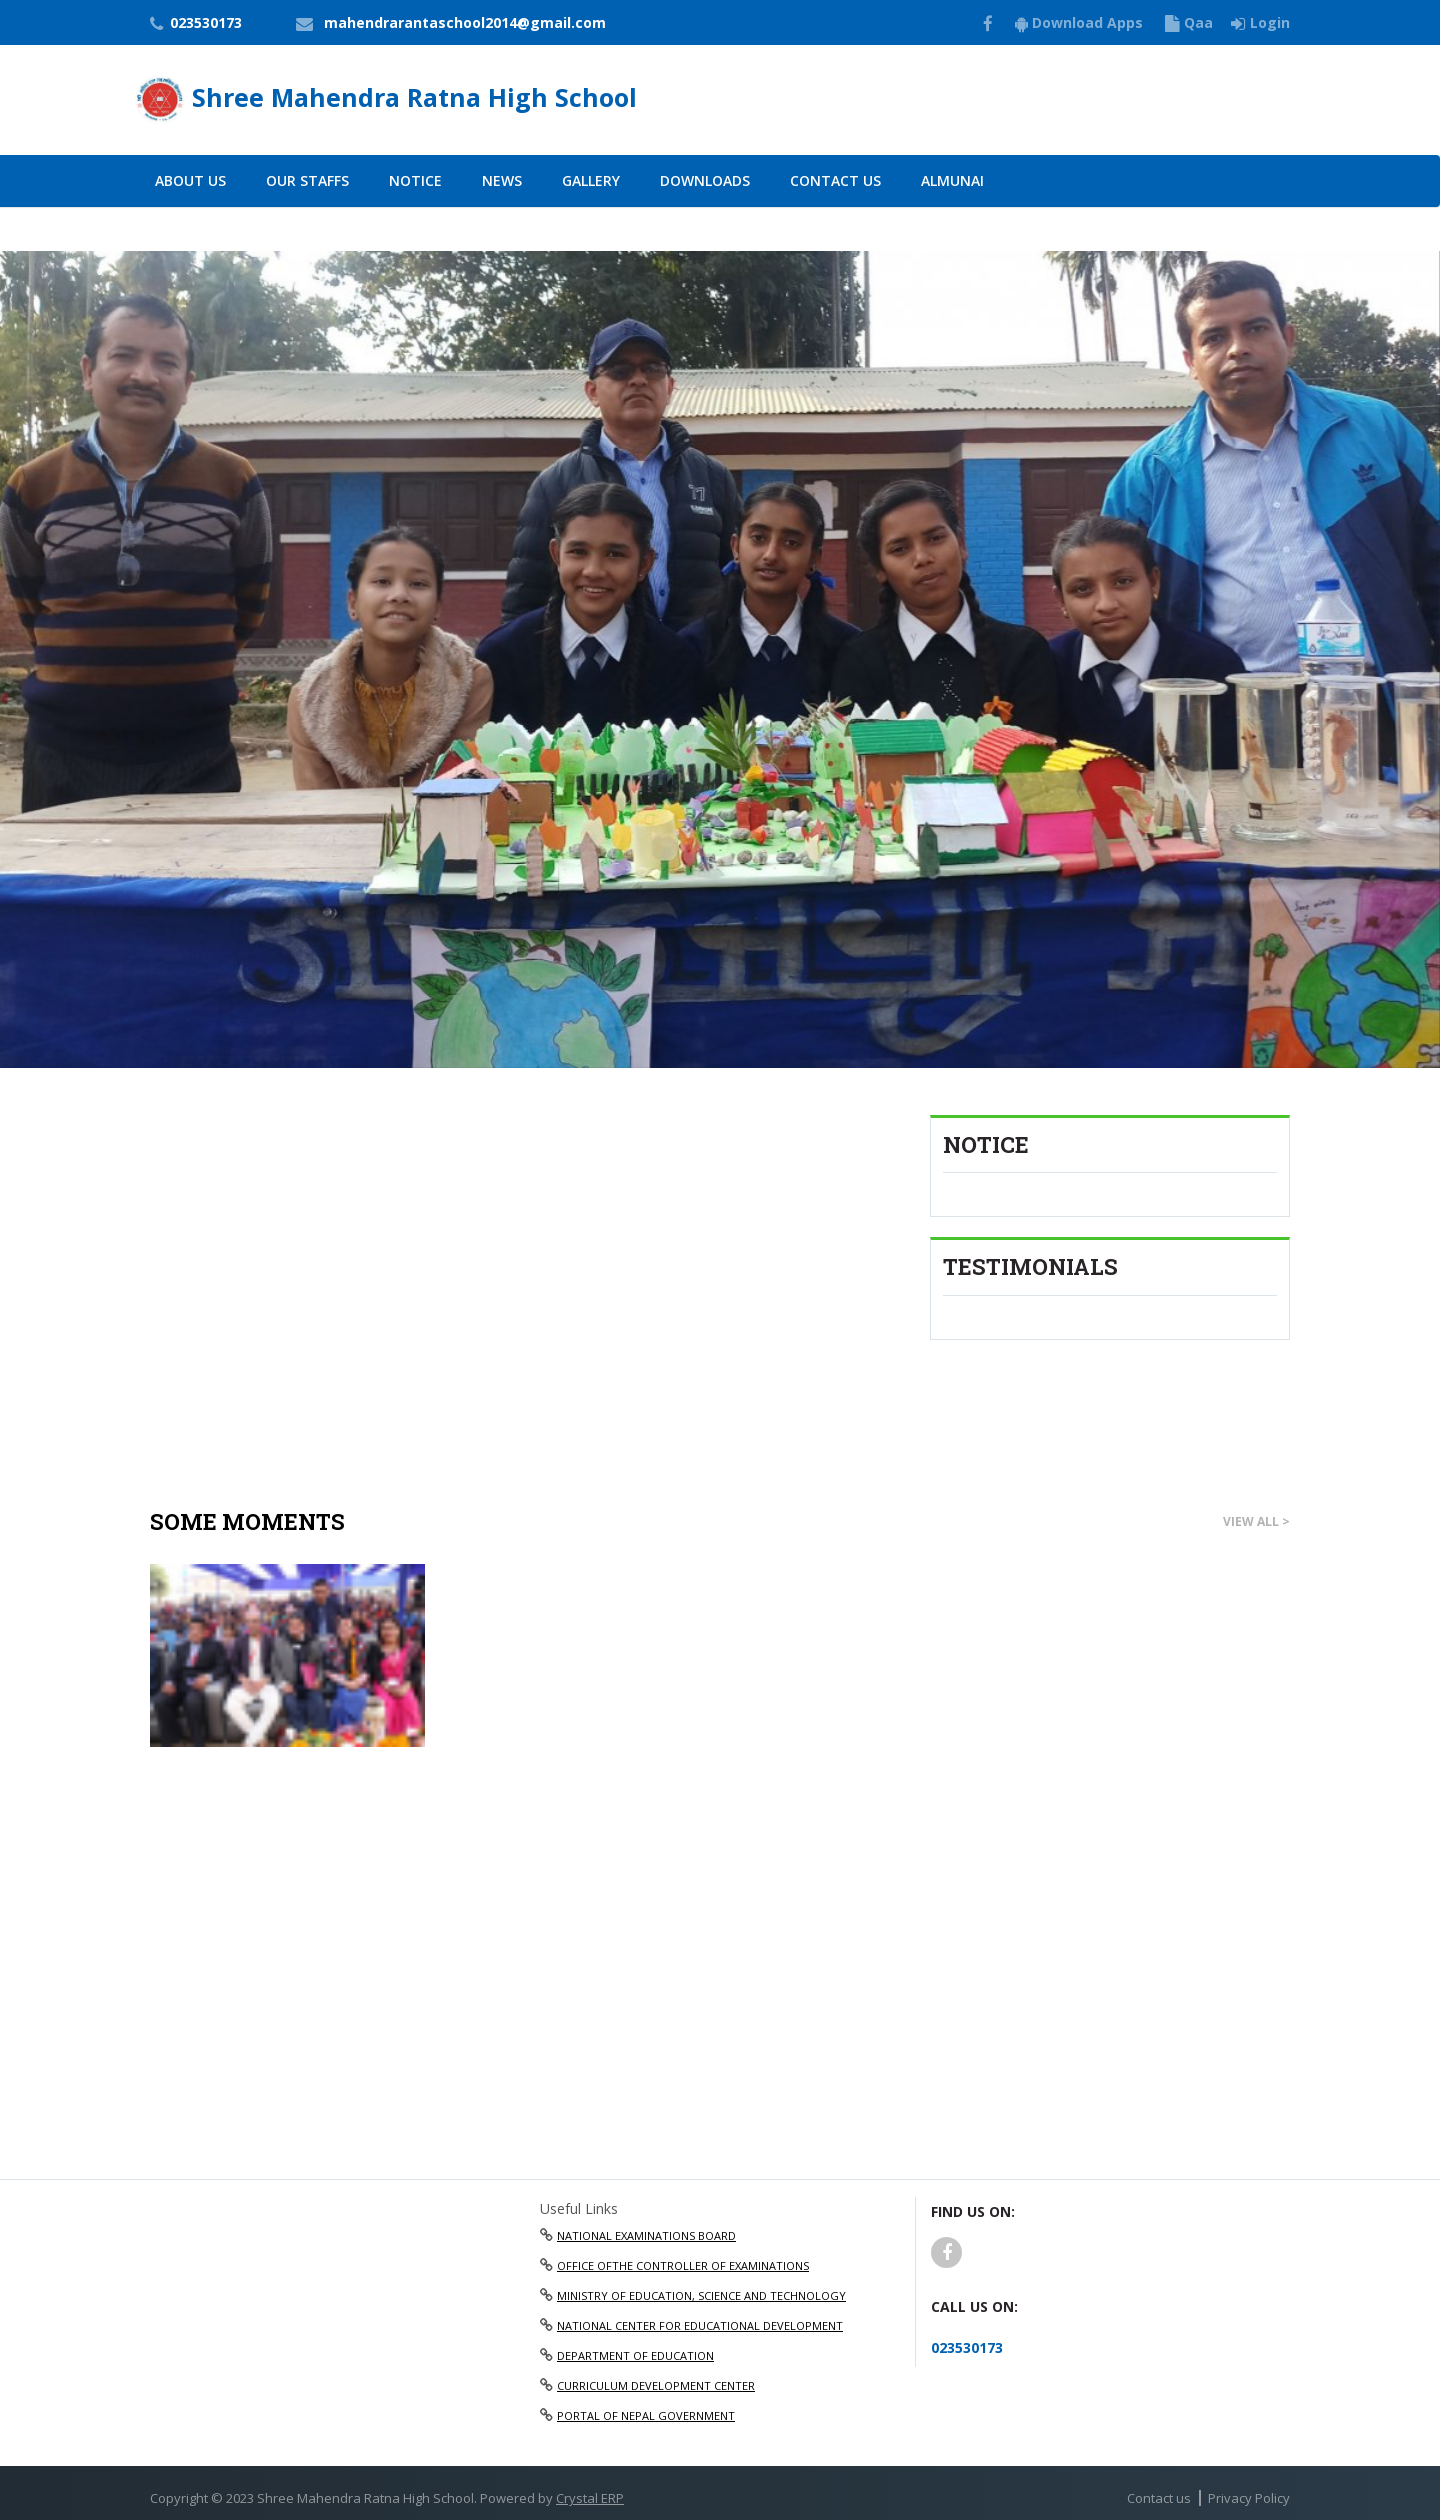 023530173 mahendrarantaschool2014@gmail.com Download Apps Qaa Login
Shree Mahendra Ratna High School
ABOUT US OUR STAFFS NOTICE NEWS GALLERY DOWNLOADS CONTACT US ALMUNAI
NOTICE
TESTIMONIALS
SOME MOMENTS VIEW ALL >
Useful Links
NATIONAL EXAMINATIONS BOARD
OFFICE OFTHE CONTROLLER OF EXAMINATIONS
MINISTRY OF EDUCATION, SCIENCE AND TECHNOLOGY
NATIONAL CENTER FOR EDUCATIONAL DEVELOPMENT
DEPARTMENT OF EDUCATION
CURRICULUM DEVELOPMENT CENTER
PORTAL OF NEPAL GOVERNMENT
FIND US ON:
CALL US ON:
023530173
Copyright © 2023 Shree Mahendra Ratna High School. Powered by Crystal ERP
Contact us | Privacy Policy